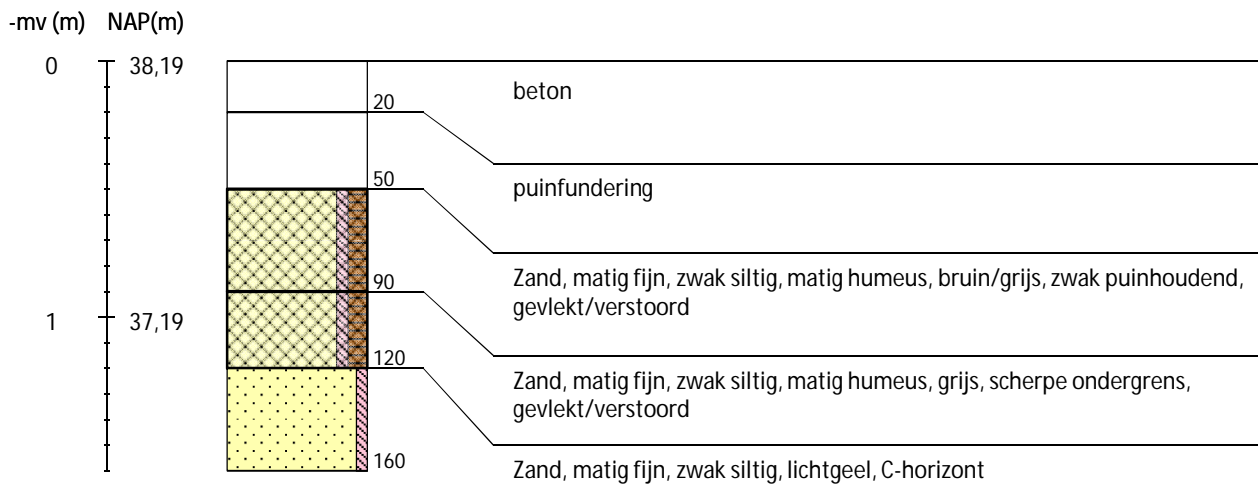 -mv (m) NAP(m)
0 38,19
beton
20
50
puinfundering
Zand, matig fijn, zwak siltig, matig humeus, bruin/grijs, zwak puinhoudend,
gevlekt/verstoord
90
1 37,19
120
Zand, matig fijn, zwak siltig, matig humeus, grijs, scherpe ondergrens,
gevlekt/verstoord
160
Zand, matig fijn, zwak siltig, lichtgeel, C-horizont